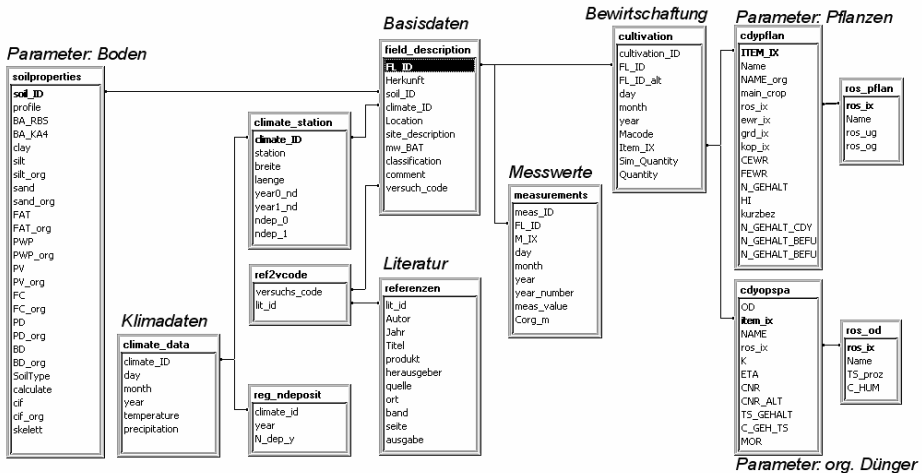 Parameter: Boden
soilproperties
soil_ID
profile
BA_RBS
BA_KA4
clay
silt
silt_org
sand
sand_org
FAT
FAT_org
PWP
PWP_org
PV
PV_org
FC
FC_org
PD
PD_org
BD
BD_org
SoilType
calculate
cif
cif_org
skelett
Klimadaten
climate_data
climate_ID
day
month
year
temperature
precipitation
climate_station
climate_ID
station
breite
laenge
year0_nd
year1_nd
ndep_0
ndep_1
ref2vcode
versuchs_code
lit_id
reg_ndeposit
climate_id
year
N_dep_y
Basisdaten
field_description
FL_ID
Herkunft
soil_ID
climate_ID
Location
site_description
mw_BAT
classification
comment
versuch_code
Literatur
referenzen
lit_id
Autor
Jahr
Titel
produkt
herausgeber
quelle
ort
band
seite
ausgabe
Messwerte
measurements
meas_ID
FL_ID
M_IX
day
month
year
year_number
meas_value
Corg_m
Bewirtschaftung
cultivation
cultivation_ID
FL_ID
FL_ID_alt
day
month
year
Macode
Item_IX
Sim_Quantity
Quantity
Parameter: Pflanzen
cdypflan
ITEM_IX
Name
NAME_org
main_crop
ros_ix
ewr_ix
grd_ix
kop_ix
CEWR
FEWR
N_GEHALT
HI
kurzbez
N_GEHALT_CDY
N_GEHALT_BEFU
N_GEHALT_BEFU
ros_pflan
ros_ix
Name
ros_ug
ros_og
cdyopspa
OD
item_ix
NAME
ros_ix
K
ETA
CNR
CNR_ALT
TS_GEHALT
C_GEH_TS
MOR
ros_od
ros_ix
Name
TS_proz
C_HUM
Parameter: org. Dünger